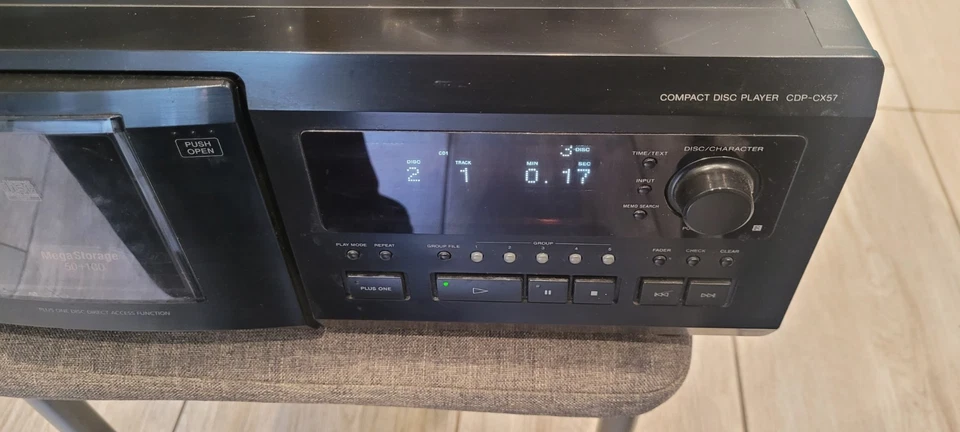 COMPACT DISC PLAYER CDP-CX57
PUSH
OPEN
MegaStorage
50+100
PLUS ONE DISC DIRECT ACCESS FUNCTION
CD1
3 DISC
DISC TRACK MIN SEC
2 1 0.17
TIME/TEXT
INPUT
MEMO SEARCH
DISC/CHARACTER
PLAY MODE REPEAT
GROUP FILE
GROUP
1 2 3 4 5
FADER CHECK CLEAR
PLUS ONE